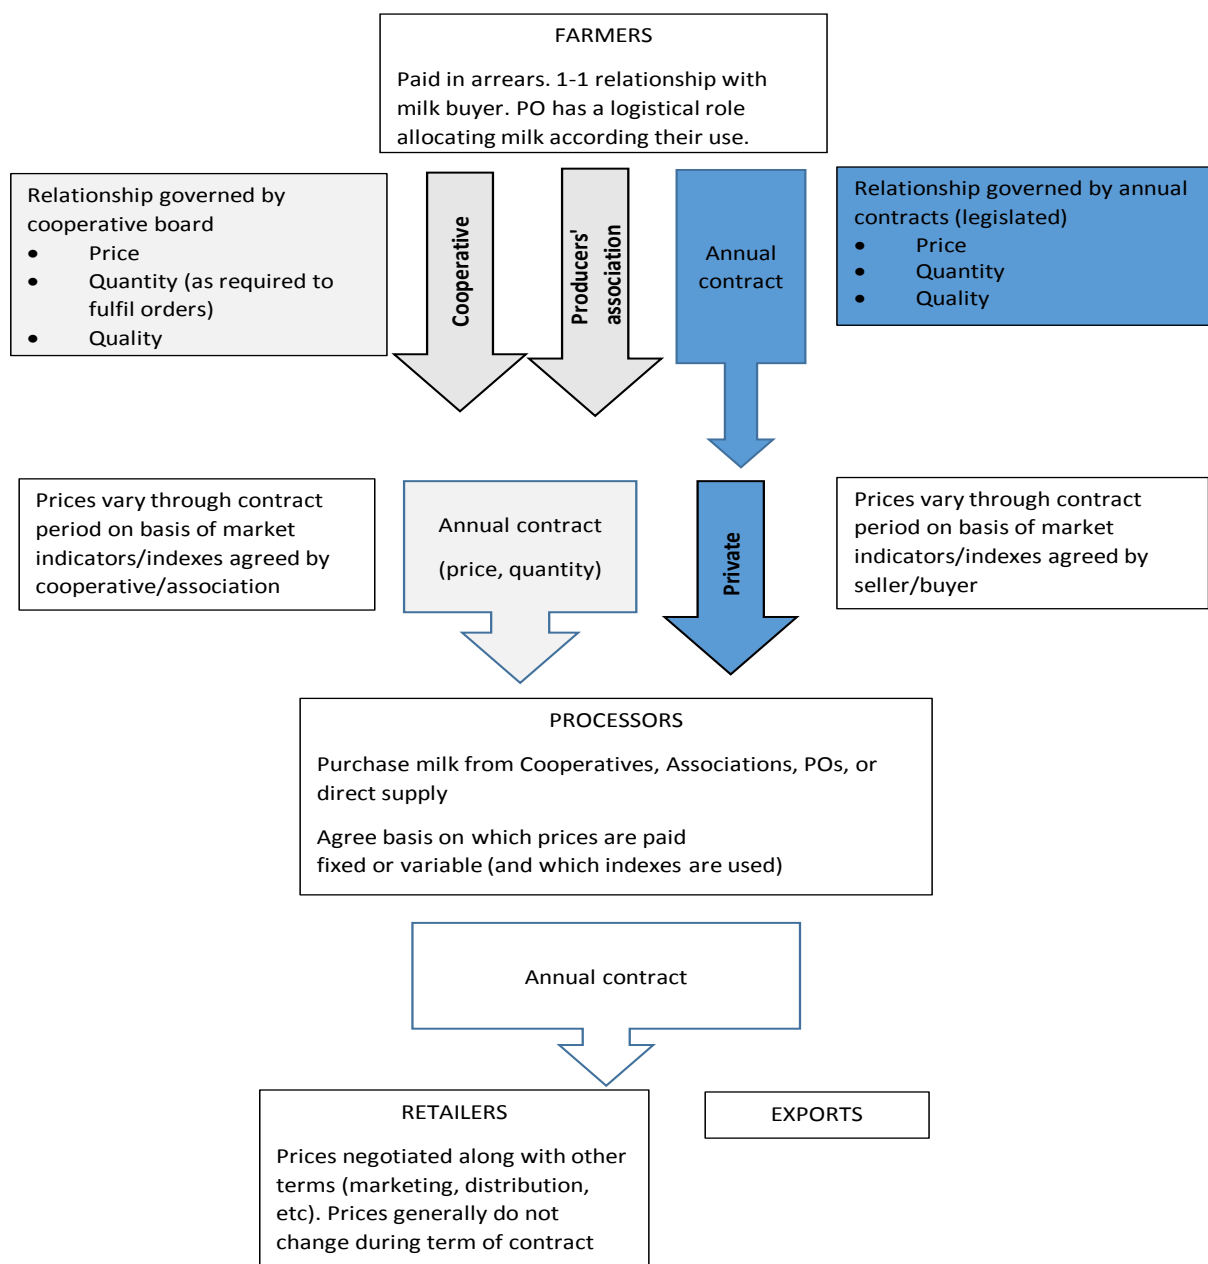 FARMERS
Paid in arrears. 1-1 relationship with
milk buyer. PO has a logistical role
allocating milk according their use.
Relationship governed by
cooperative board
• Price
• Quantity (as required to
fulfil orders)
• Quality
Cooperative
Producers'
association
Annual
contract
Relationship governed by annual
contracts (legislated)
• Price
• Quantity
• Quality
Prices vary through contract
period on basis of market
indicators/indexes agreed by
cooperative/association
Annual contract
(price, quantity)
Private
Prices vary through contract
period on basis of market
indicators/indexes agreed by
seller/buyer
PROCESSORS
Purchase milk from Cooperatives, Associations, POs, or
direct supply
Agree basis on which prices are paid
fixed or variable (and which indexes are used)
Annual contract
RETAILERS
Prices negotiated along with other
terms (marketing, distribution,
etc). Prices generally do not
change during term of contract
EXPORTS